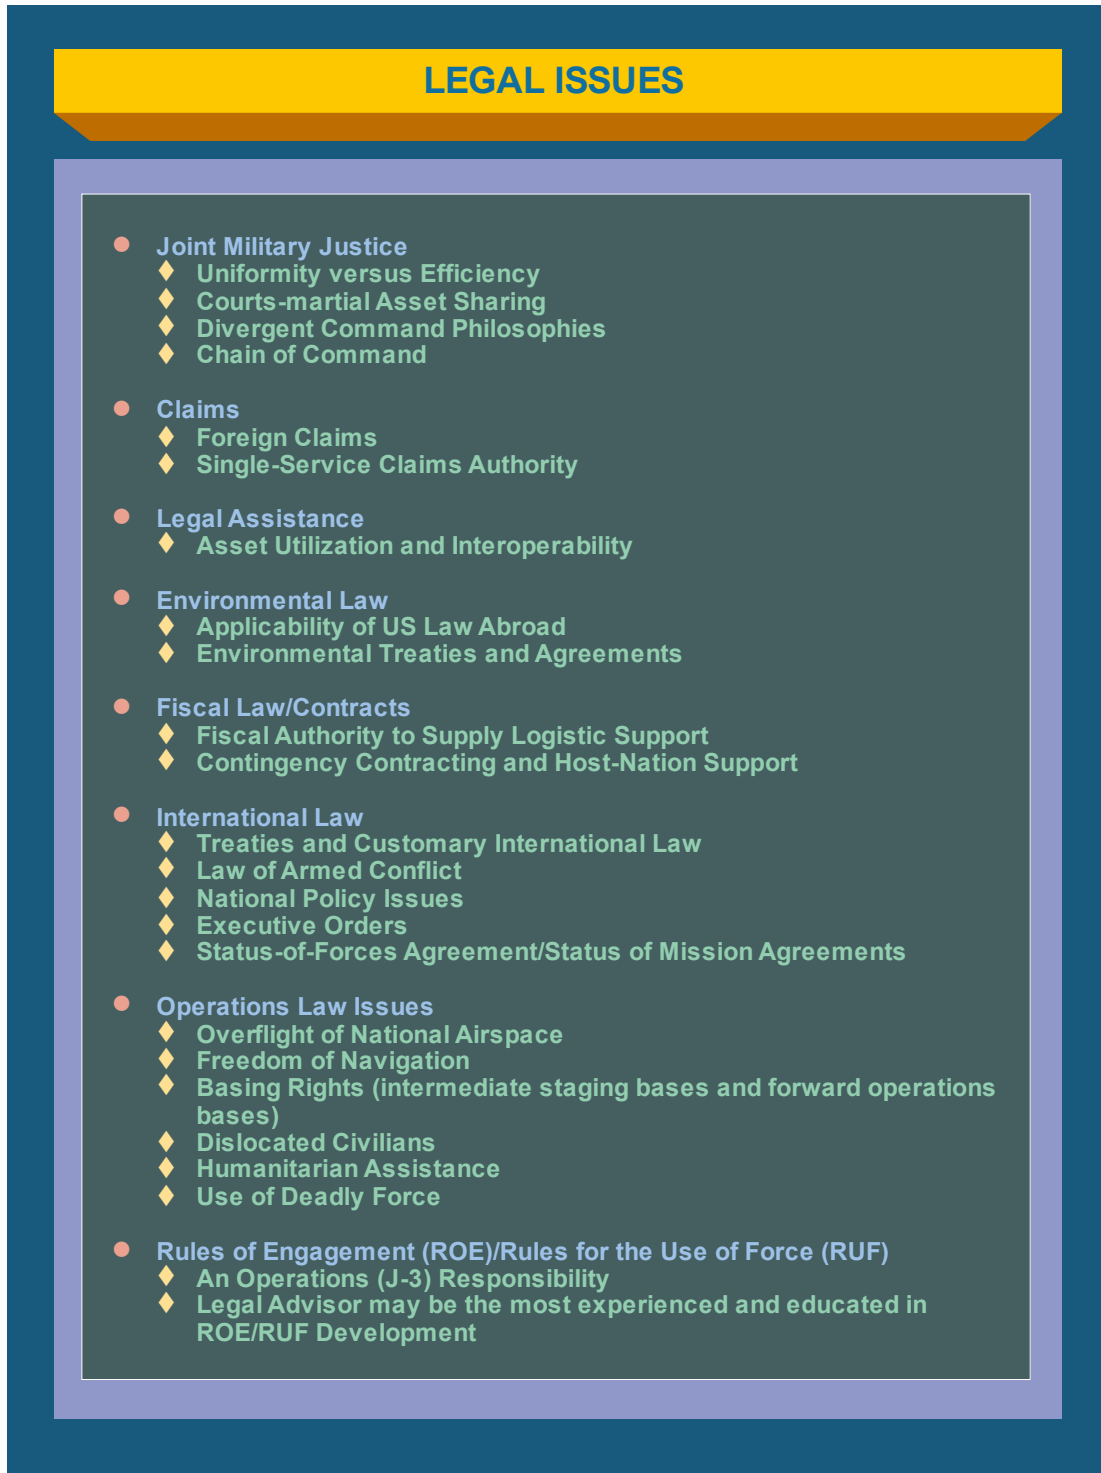 LEGAL ISSUES
Joint Military Justice
Uniformity versus Efficiency
Courts-martial Asset Sharing
Divergent Command Philosophies
Chain of Command
Claims
Foreign Claims
Single-Service Claims Authority
Legal Assistance
Asset Utilization and Interoperability
Environmental Law
Applicability of US Law Abroad
Environmental Treaties and Agreements
Fiscal Law/Contracts
Fiscal Authority to Supply Logistic Support
Contingency Contracting and Host-Nation Support
International Law
Treaties and Customary International Law
Law of Armed Conflict
National Policy Issues
Executive Orders
Status-of-Forces Agreement/Status of Mission Agreements
Operations Law Issues
Overflight of National Airspace
Freedom of Navigation
Basing Rights (intermediate staging bases and forward operations
bases)
Dislocated Civilians
Humanitarian Assistance
Use of Deadly Force
Rules of Engagement (ROE)/Rules for the Use of Force (RUF)
An Operations (J-3) Responsibility
Legal Advisor may be the most experienced and educated in
ROE/RUF Development